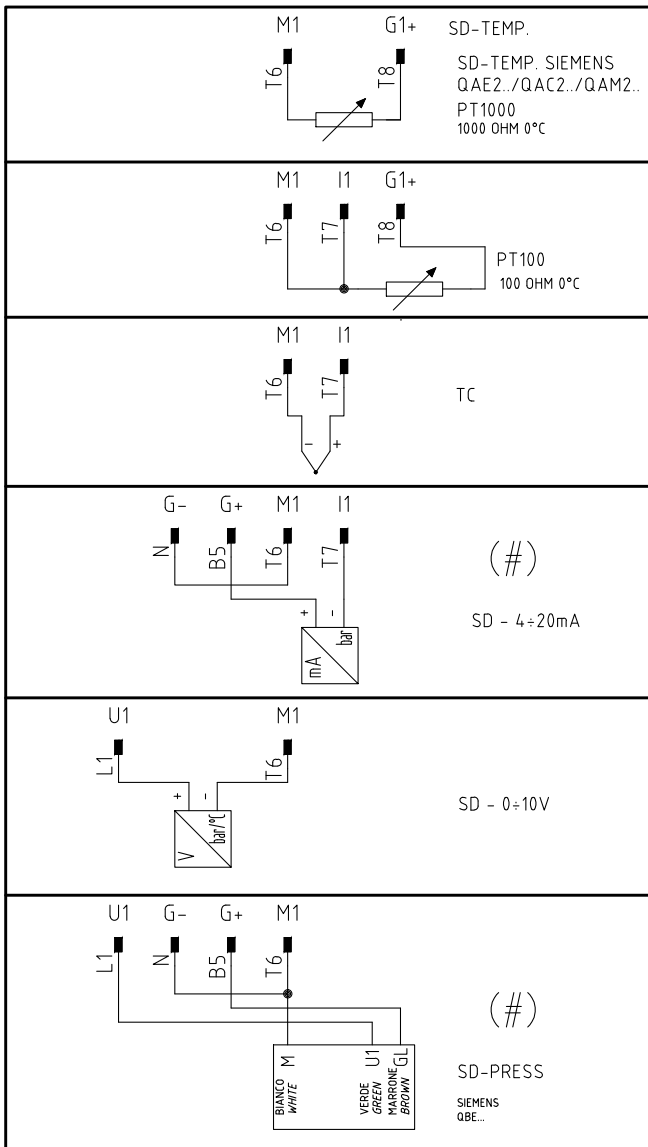 M1 G1+ SD-TEMP.
T6 T8
SD-TEMP. SIEMENS
QAE2../QAC2../QAM2..
PT1000
1000 OHM 0°C
M1 I1 G1+
T6 T7 T8
PT100
100 OHM 0°C
M1 I1
T6 T7
TC
- +
G- G+ M1 I1
N B5 T6 T7
(#)
+ -
SD - 4÷20mA
mA bar
U1 M1
L1 T6
+ -
SD - 0÷10V
V bar/°C
U1 G- G+ M1
L1 N B5 T6
(#)
M U1 GL
BIANCO
WHITE
VERDE
GREEN
MARRONE
BROWN
SD-PRESS
SIEMENS
QBE...